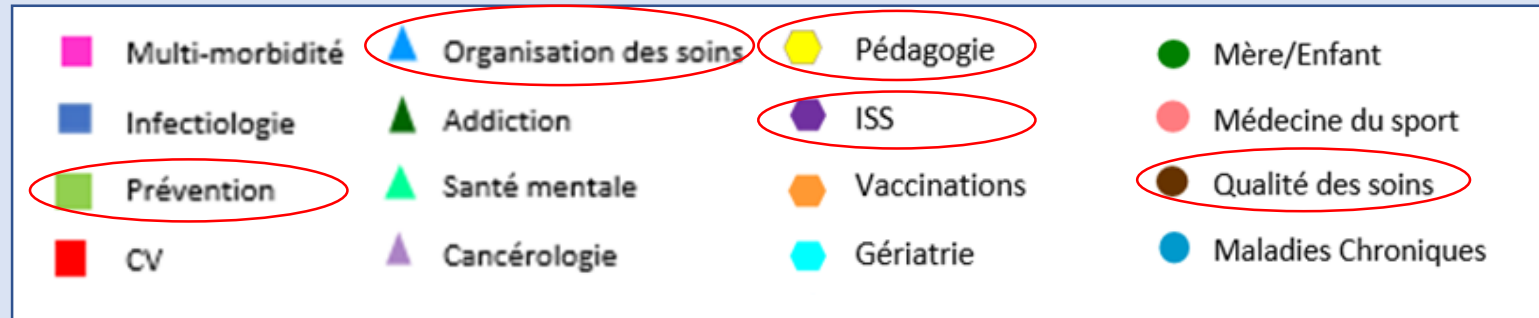 Multi-morbidité Organisation des soins Pédagogie Mère/Enfant
Infectiologie Addiction ISS Médecine du sport
Prévention Santé mentale Vaccinations Qualité des soins
CV Cancérologie Gériatrie Maladies Chroniques